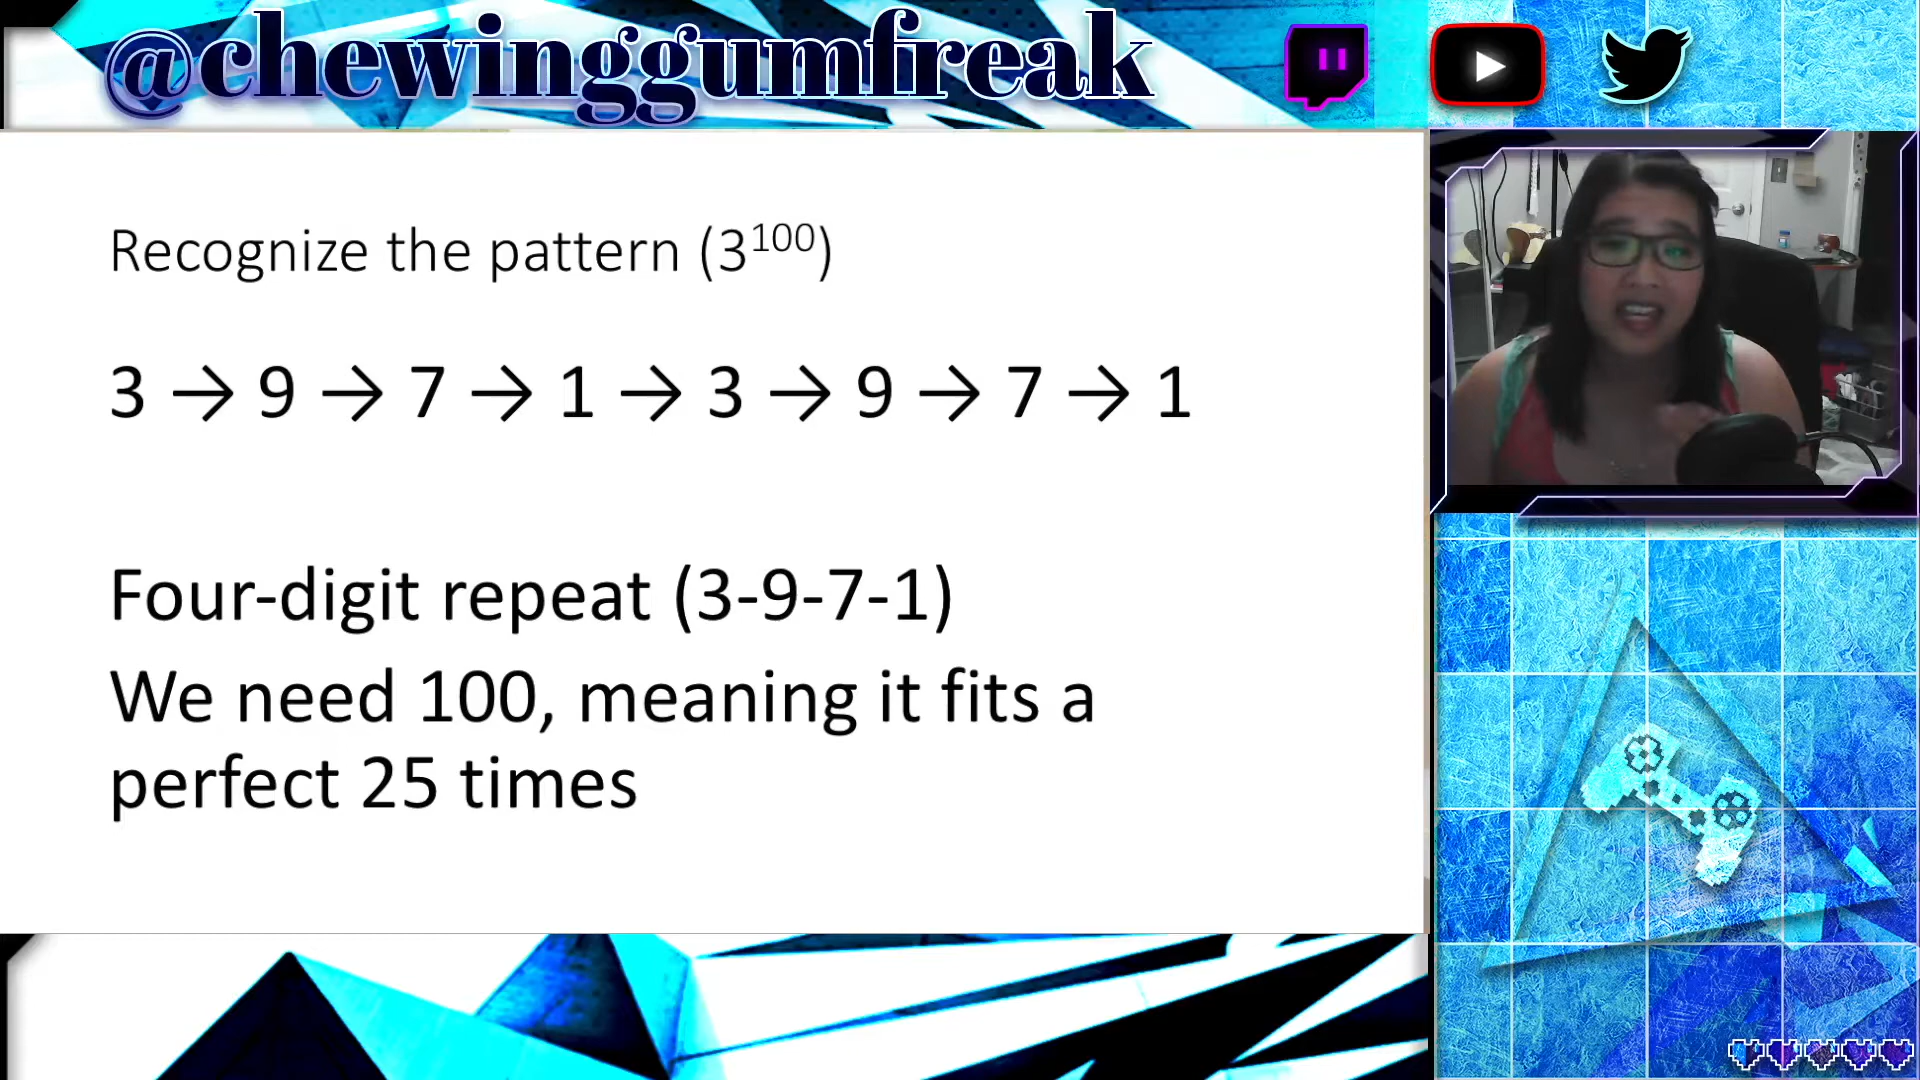 @chewinggumfreak
Recognize the pattern (3¹⁰⁰)
3 → 9 → 7 → 1 → 3 → 9 → 7 → 1
Four-digit repeat (3-9-7-1)
We need 100, meaning it fits a
perfect 25 times